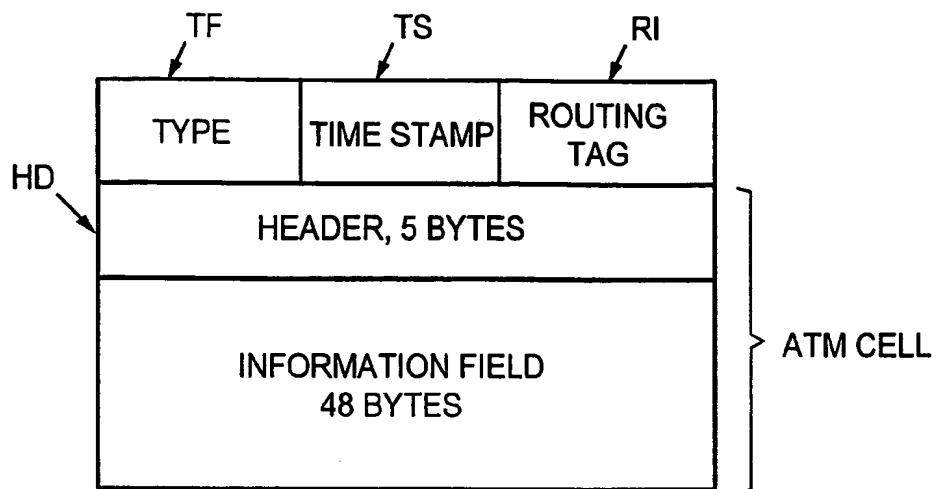 TF TS RI
TYPE TIME STAMP ROUTING TAG
HD
HEADER, 5 BYTES
INFORMATION FIELD
48 BYTES
ATM CELL